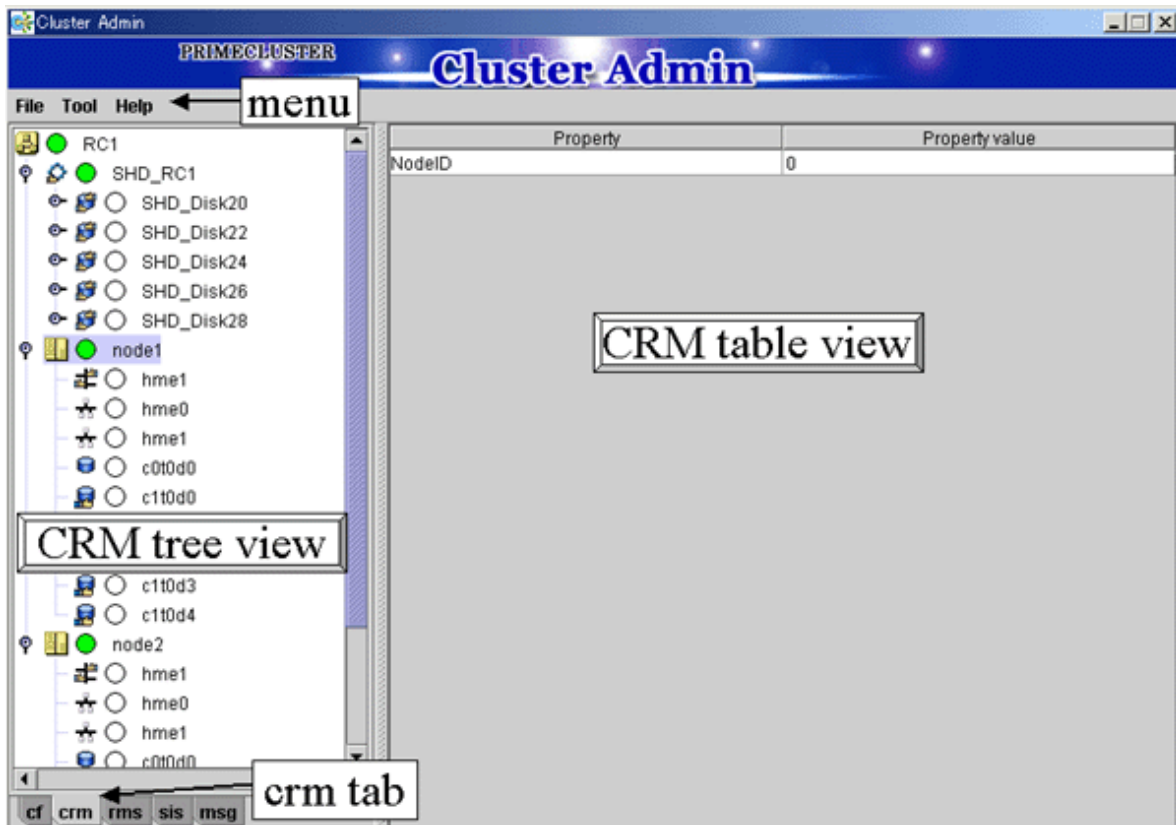 Cluster Admin
PRIMECLUSTER
Cluster Admin
File Tool Help
menu
Property Property value
NodeID 0
RC1
SHD_RC1
SHD_Disk20
SHD_Disk22
SHD_Disk24
SHD_Disk26
SHD_Disk28
node1
hme1
hme0
hme1
c0t0d0
c1t0d0
CRM tree view
CRM table view
c1t0d3
c1t0d4
node2
hme1
hme0
hme1
c0t0d0
crm tab
cf crm rms sis msg